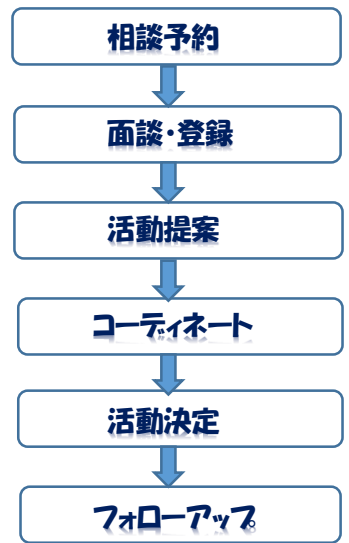 相談予約
面談・登録
活動提案
コーディネート
活動決定
フォローアップ